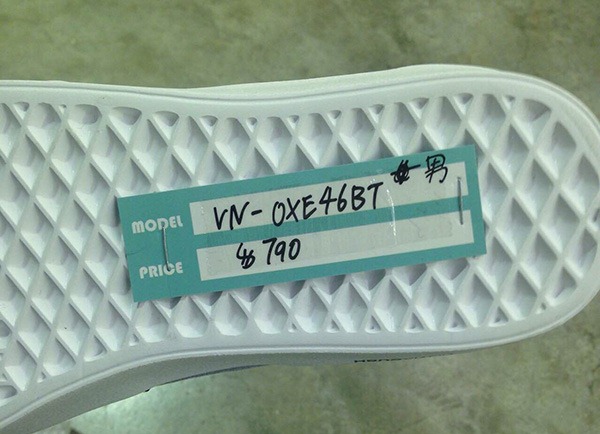 MODEL VN-0XE46BT 男
PRICE $790